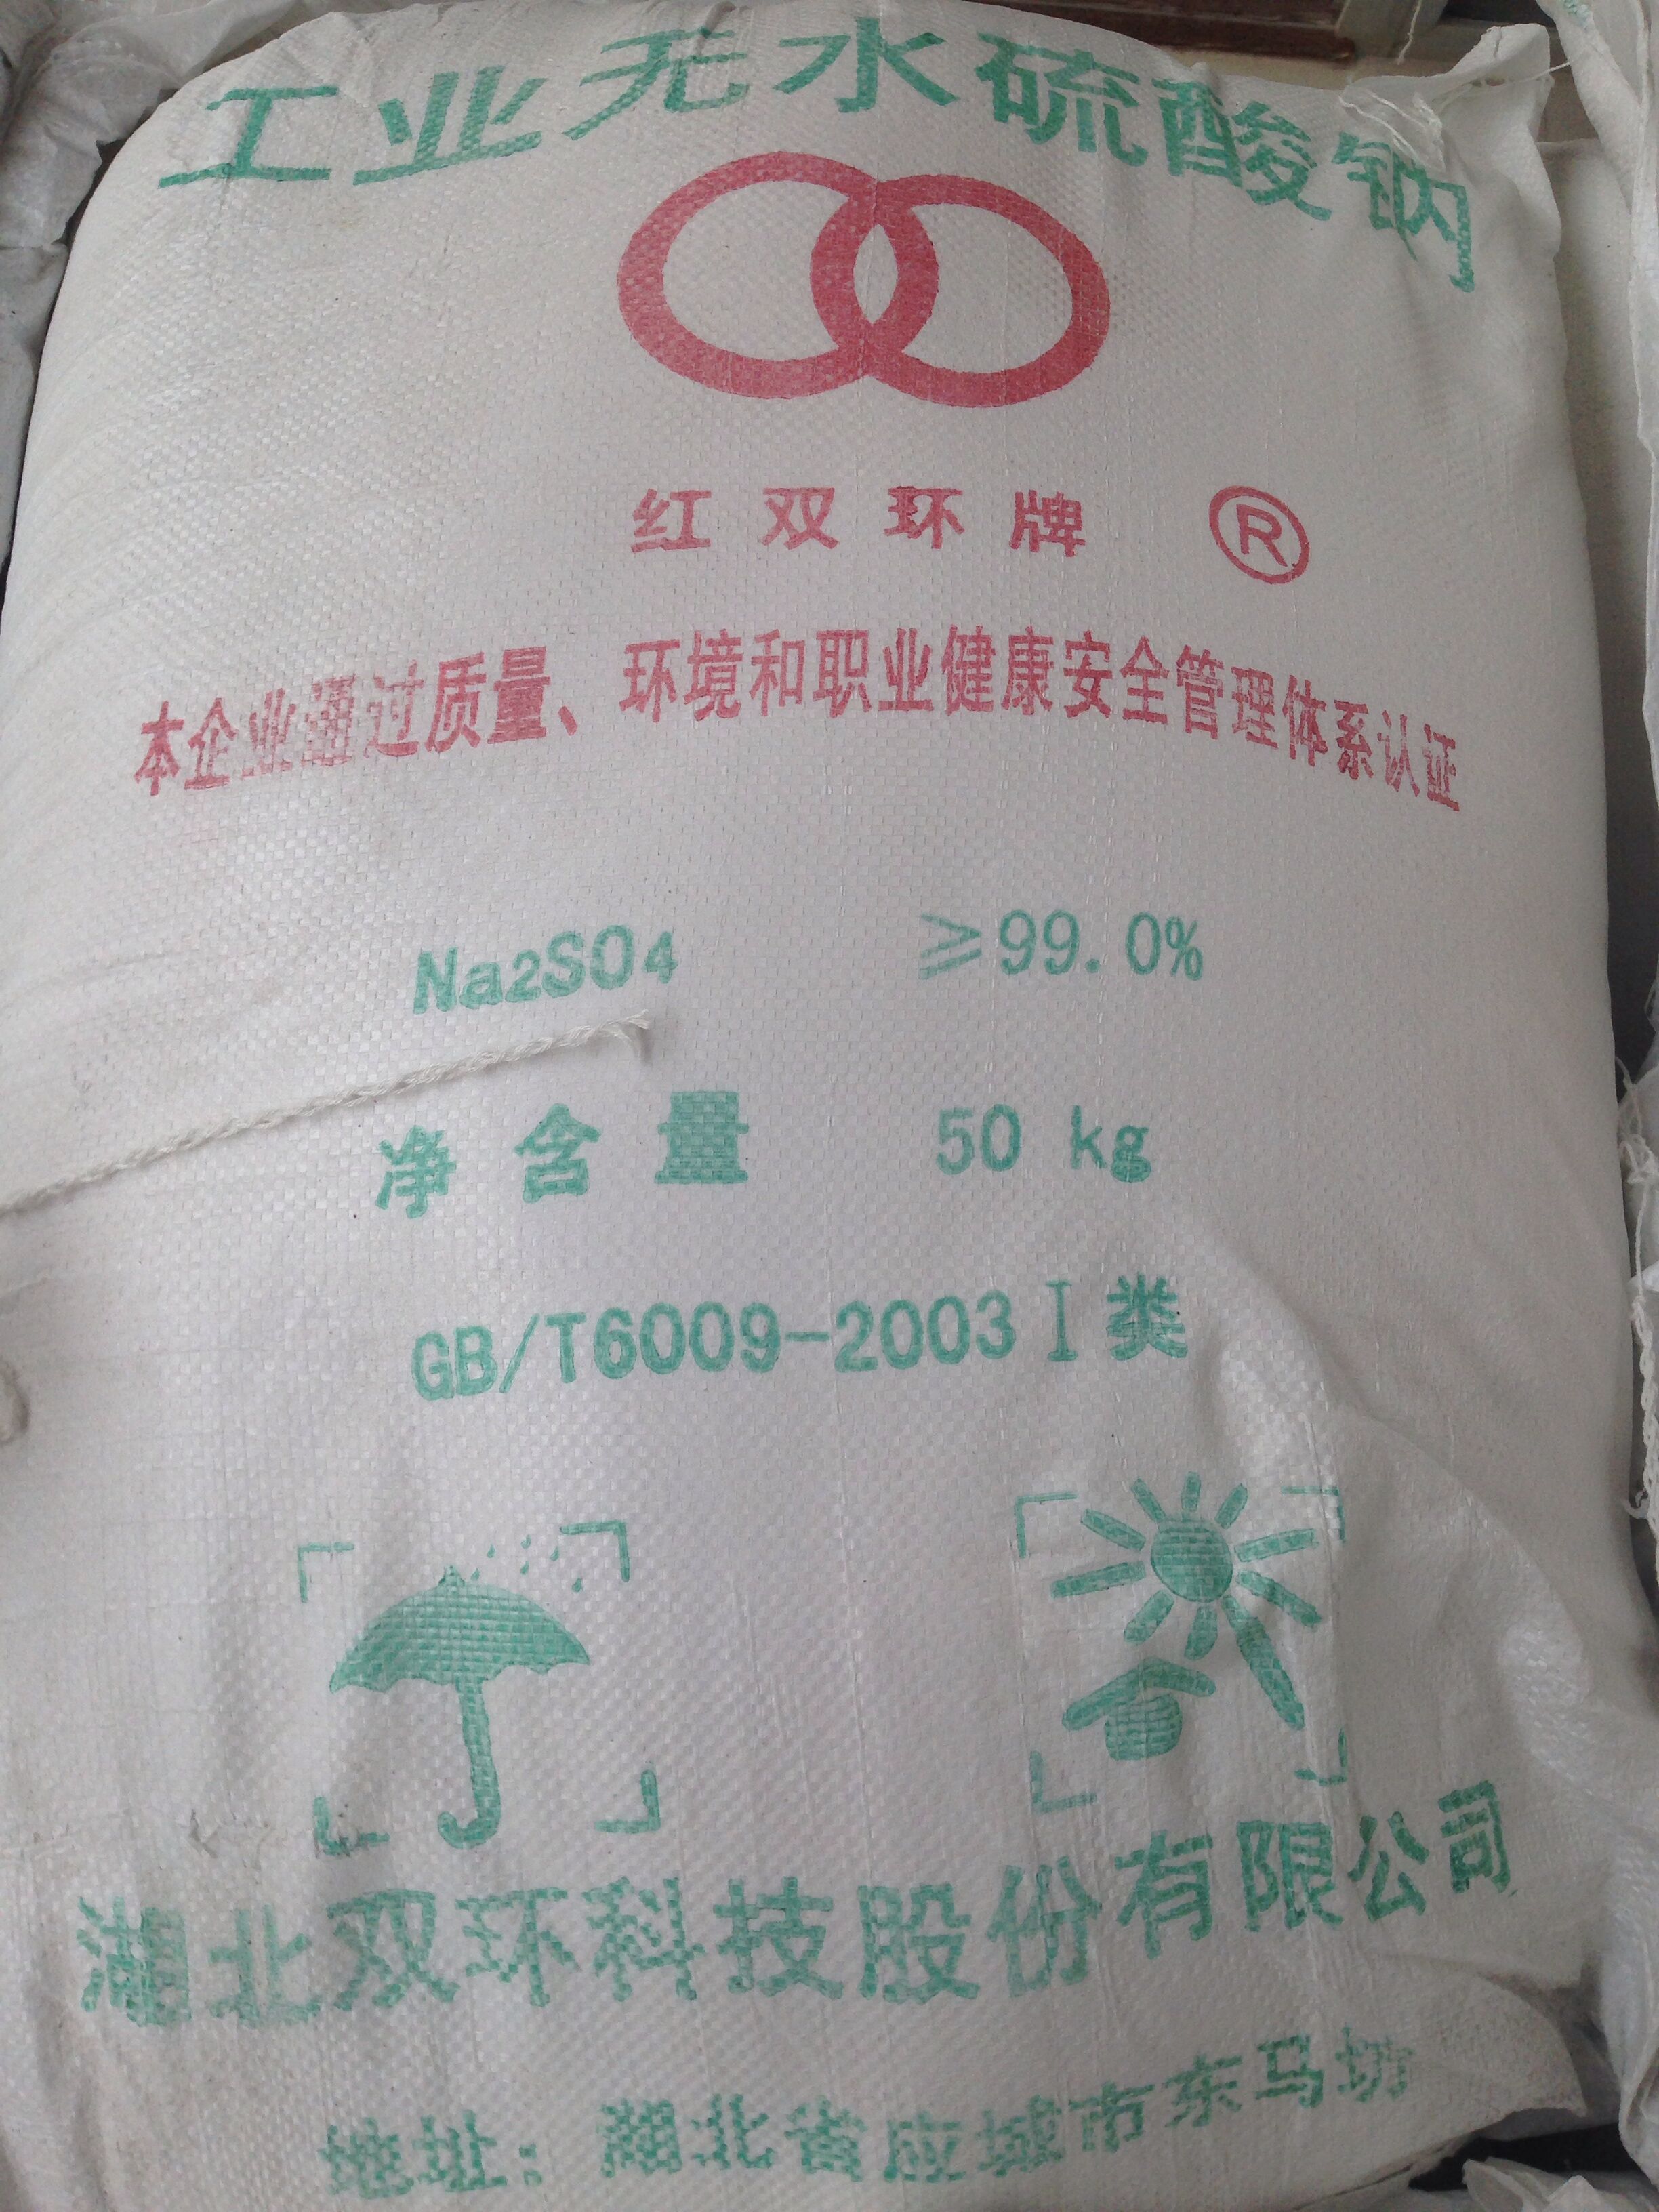 工业无水硫酸钠
红双环牌 ®
本企业通过质量、环境和职业健康安全管理体系认证
Na2SO4 ≥99.0%
净含量 50 kg
GB/T6009-2003 I 类
湖北双环科技股份有限公司
地址：湖北省应城市东马坊